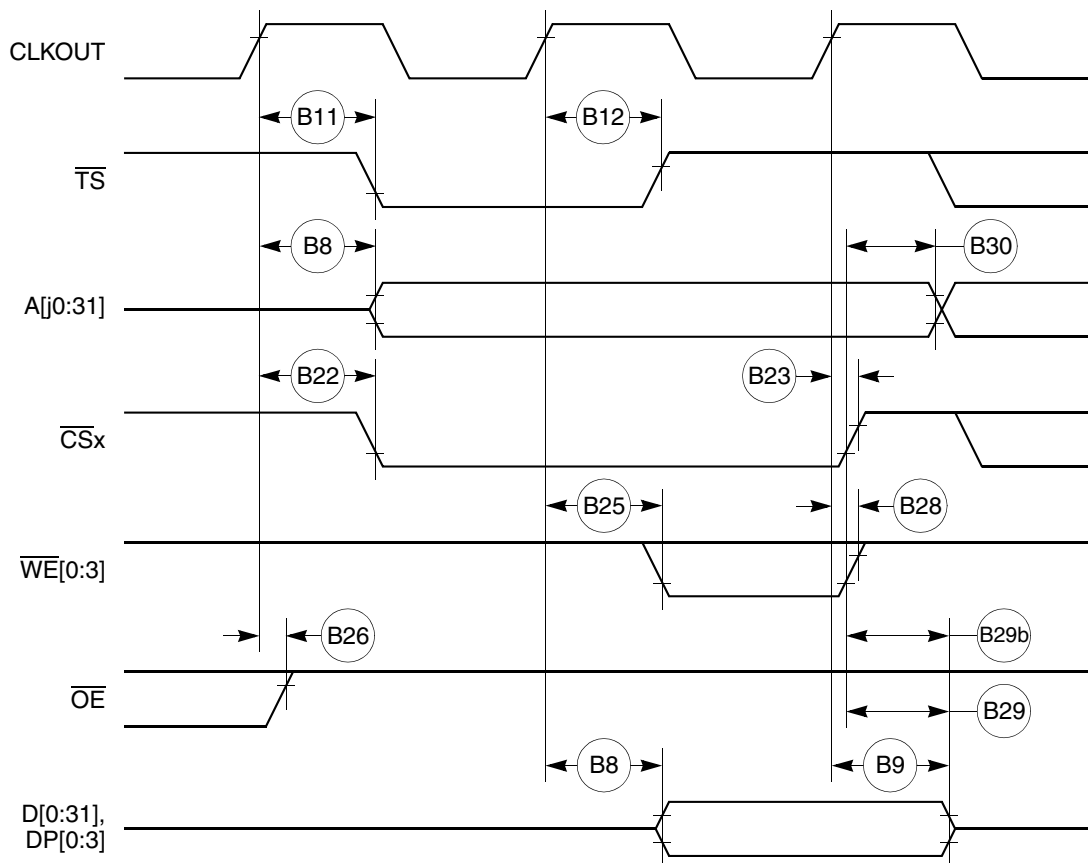 CLKOUT
B11
B12
TS
B8
B30
A[j0:31]
B22
B23
CSx
B25
B28
WE[0:3]
B26
B29b
OE
B29
B8
B9
D[0:31],
DP[0:3]